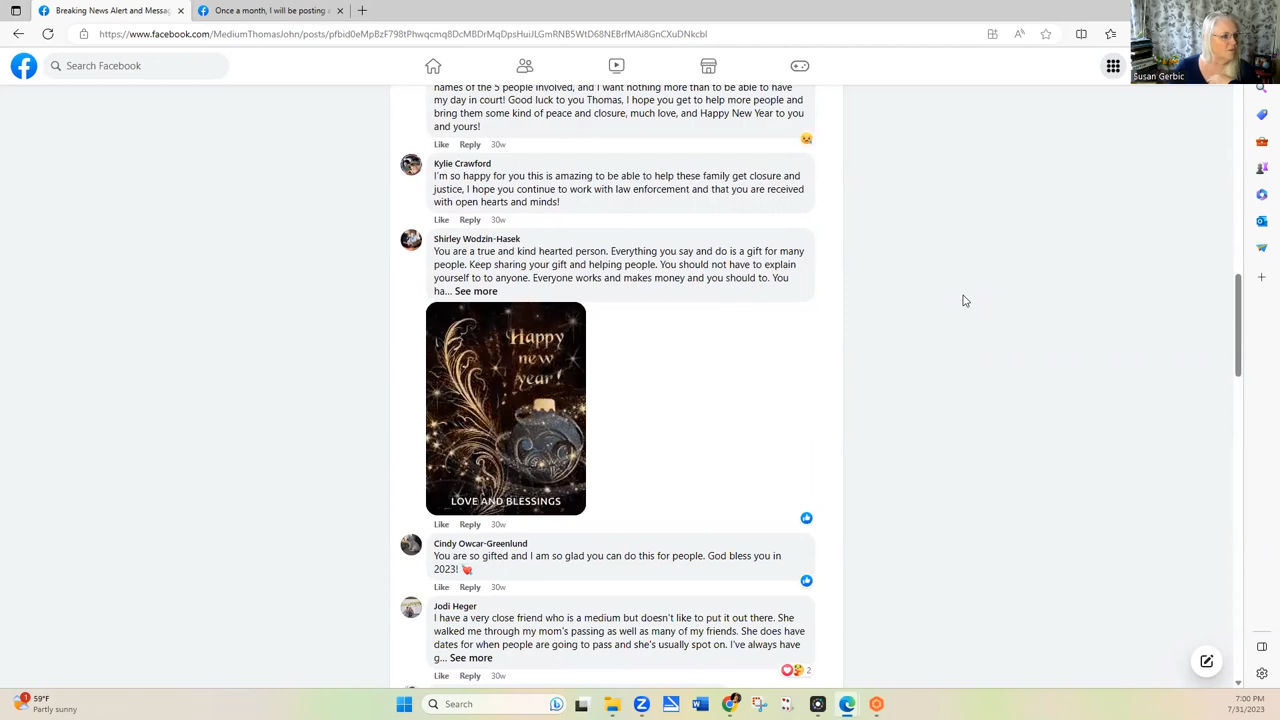 Breaking News Alert and Messa
Once a month, I will be posting a
https://www.facebook.com/MediumThomasJohn/posts/
Susan Gerbic
Search Facebook
names of the 5 people involved, and I want nothing more than to be able to have
my day in court! Good luck to you Thomas, I hope you get to help more people and
bring them some kind of peace and closure, much love, and Happy New Year to you
and yours!
Like Reply 30w
Kylie Crawford
I'm so happy for you this is amazing to be able to help these family get closure and
justice, I hope you continue to work with law enforcement and that you are received
with open hearts and minds!
Like Reply 30w
Shirley Wodzin-Hasek
You are a true and kind hearted person. Everything you say and do is a gift for many
people. Keep sharing your gift and helping people. You should not have to explain
yourself to to anyone. Everyone works and makes money and you should to. You
ha... See more
Happy
new
year!
LOVE AND BLESSINGS
Like Reply 30w
Cindy Owcar-Greenlund
You are so gifted and I am so glad you can do this for people. God bless you in
2023!
Like Reply 30w
Jodi Heger
I have a very close friend who is a medium but doesn't like to put it out there. She
walked me through my mom's passing as well as many of my friends. She does have
dates for when people are going to pass and she's usually spot on. I've always have
g... See more
2
Like Reply 30w
1
59°F
Partly sunny
Search
7:00 PM
7/31/2023